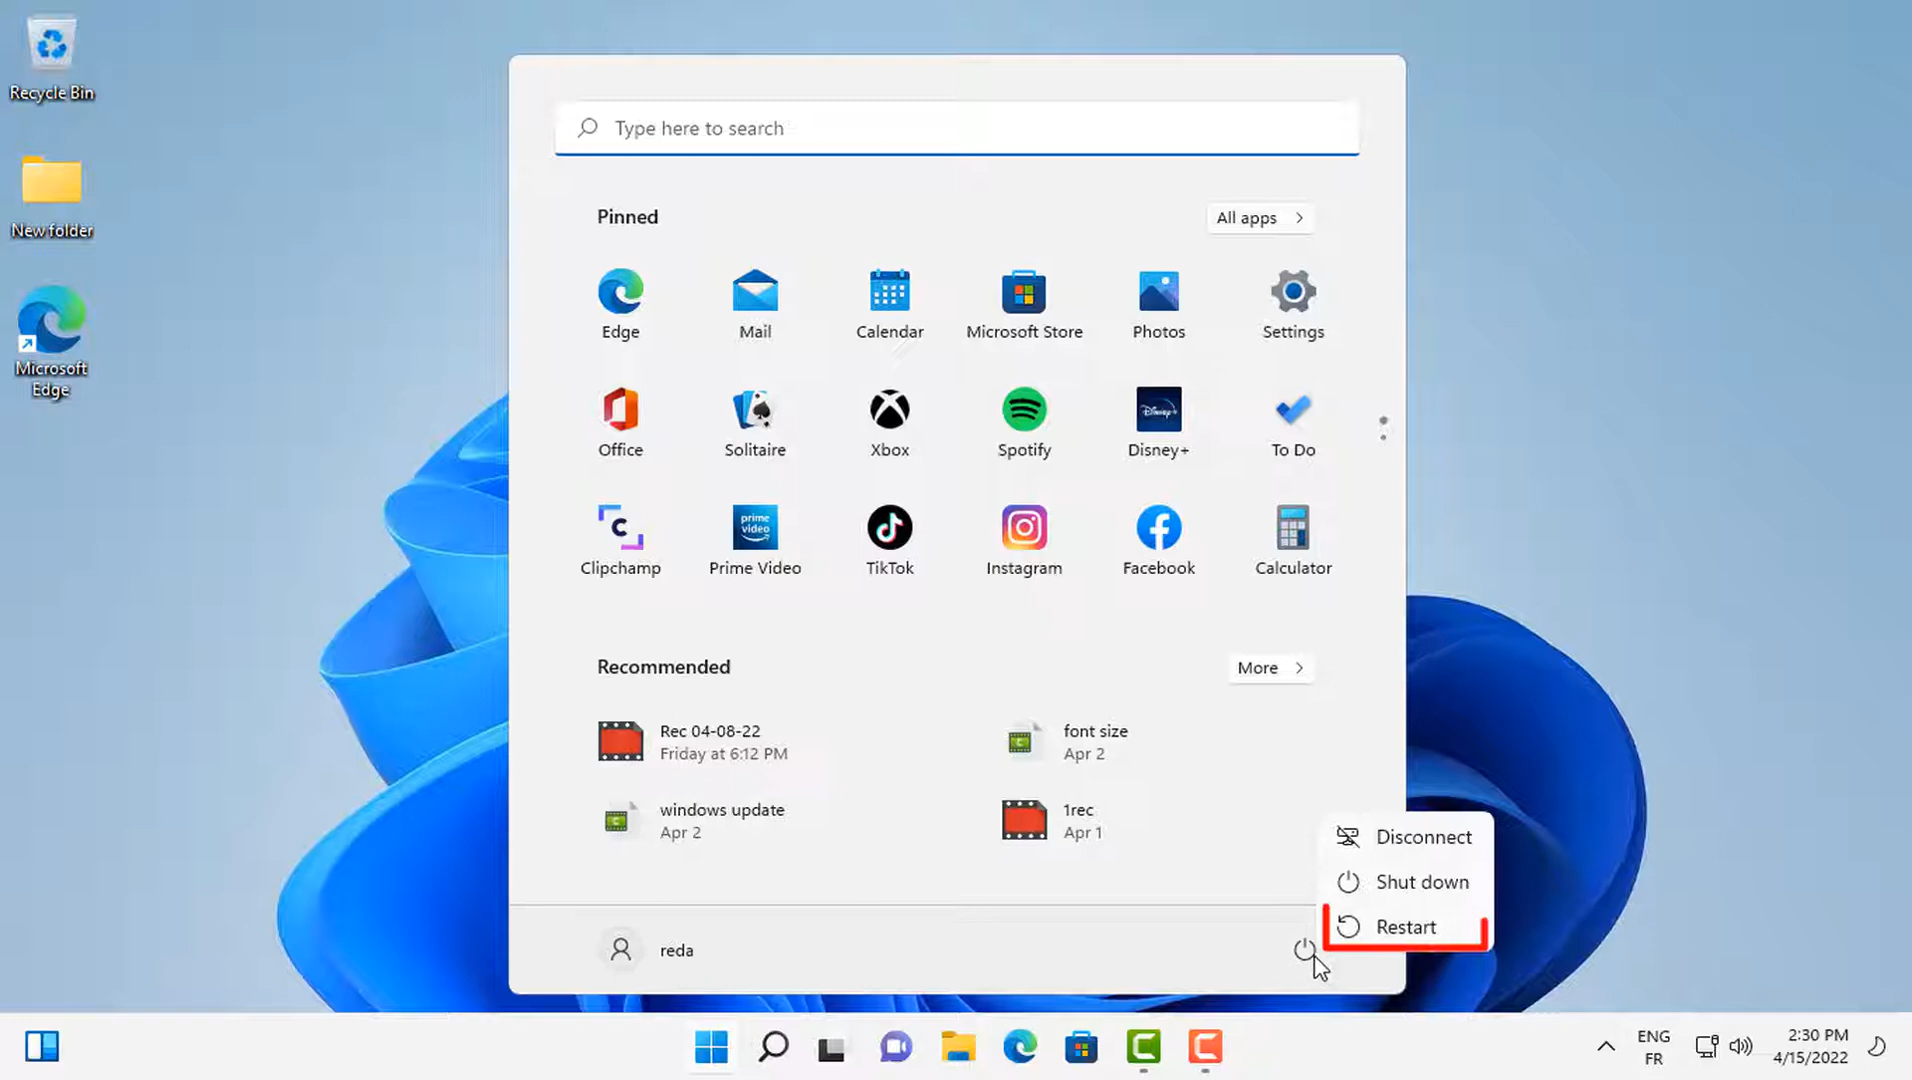 Recycle Bin
New folder
Microsoft
Edge
Type here to search
Pinned
All apps
Edge
Mail
Calendar
Microsoft Store
Photos
Settings
Office
Solitaire
Xbox
Spotify
Disney+
Disney+
To Do
prime
video
Clipchamp
Prime Video
TikTok
Instagram
Facebook
Calculator
Recommended
More
Rec 04-08-22
Friday at 6:12 PM
font size
Apr 2
windows update
Apr 2
1rec
Apr 1
Disconnect
Shut down
Restart
reda
ENG
FR
2:30 PM
4/15/2022